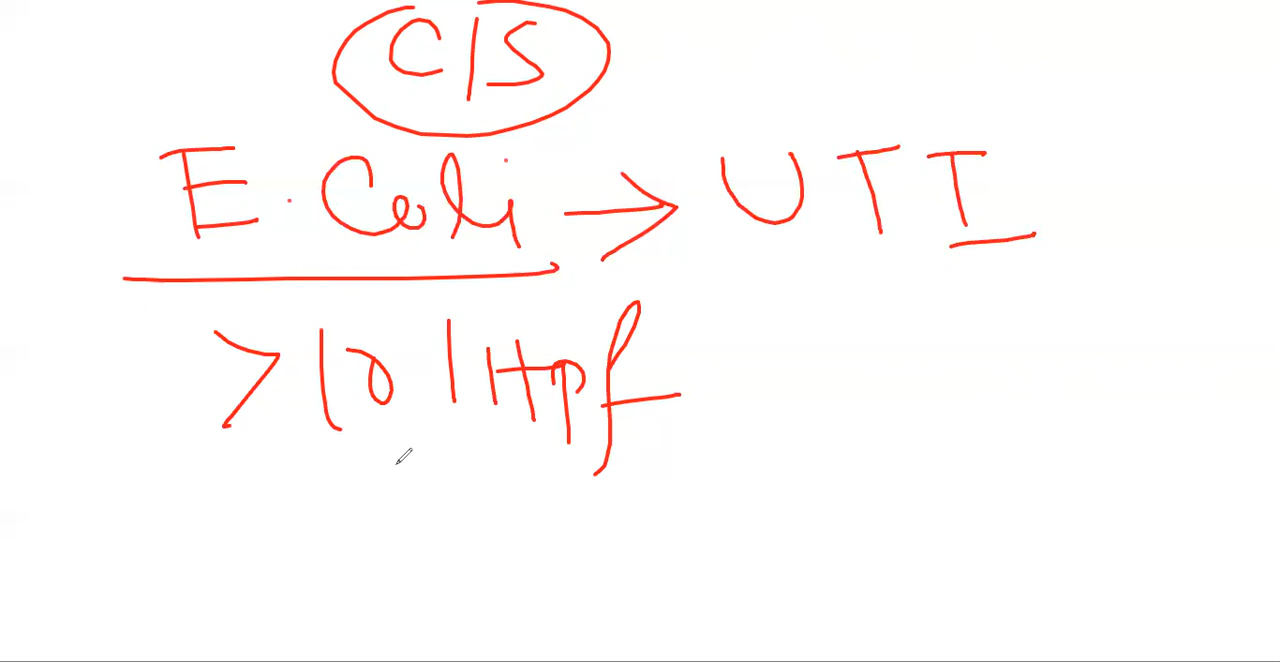 C/S
E. Coli → UTI
>10/Hpf